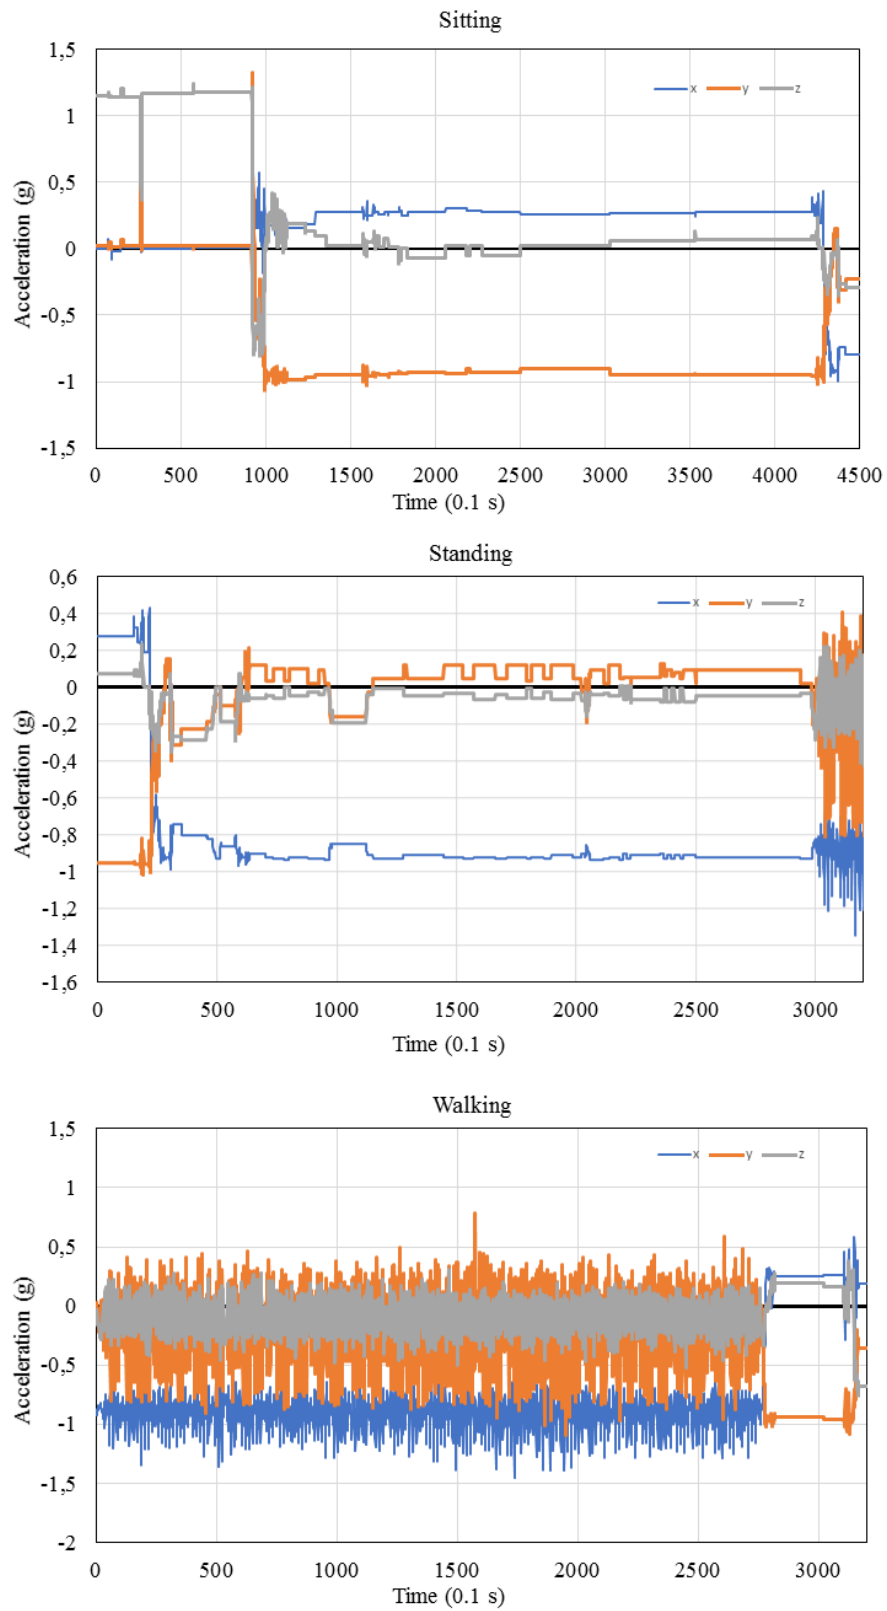 Sitting
1,5
x y z
1
0,5
0
-0,5
-1
-1,5
0 500 1000 1500 2000 2500 3000 3500 4000 4500
Acceleration (g)
Time (0.1 s)
Standing
0,6
x y z
0,4
0,2
0
-0,2
-0,4
-0,6
-0,8
-1
-1,2
-1,4
-1,6
0 500 1000 1500 2000 2500 3000
Acceleration (g)
Time (0.1 s)
Walking
1,5
x y z
1
0,5
0
-0,5
-1
-1,5
-2
0 500 1000 1500 2000 2500 3000
Acceleration (g)
Time (0.1 s)